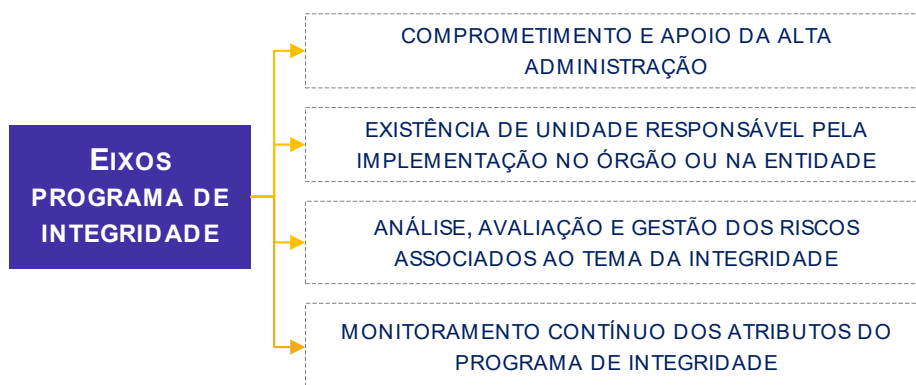 EIXOS
PROGRAMA DE
INTEGRIDADE
COMPROMETIMENTO E APOIO DA ALTA
ADMINISTRAÇÃO
EXISTÊNCIA DE UNIDADE RESPONSÁVEL PELA
IMPLEMENTAÇÃO NO ÓRGÃO OU NA ENTIDADE
ANÁLISE, AVALIAÇÃO E GESTÃO DOS RISCOS
ASSOCIADOS AO TEMA DA INTEGRIDADE
MONITORAMENTO CONTÍNUO DOS ATRIBUTOS DO
PROGRAMA DE INTEGRIDADE